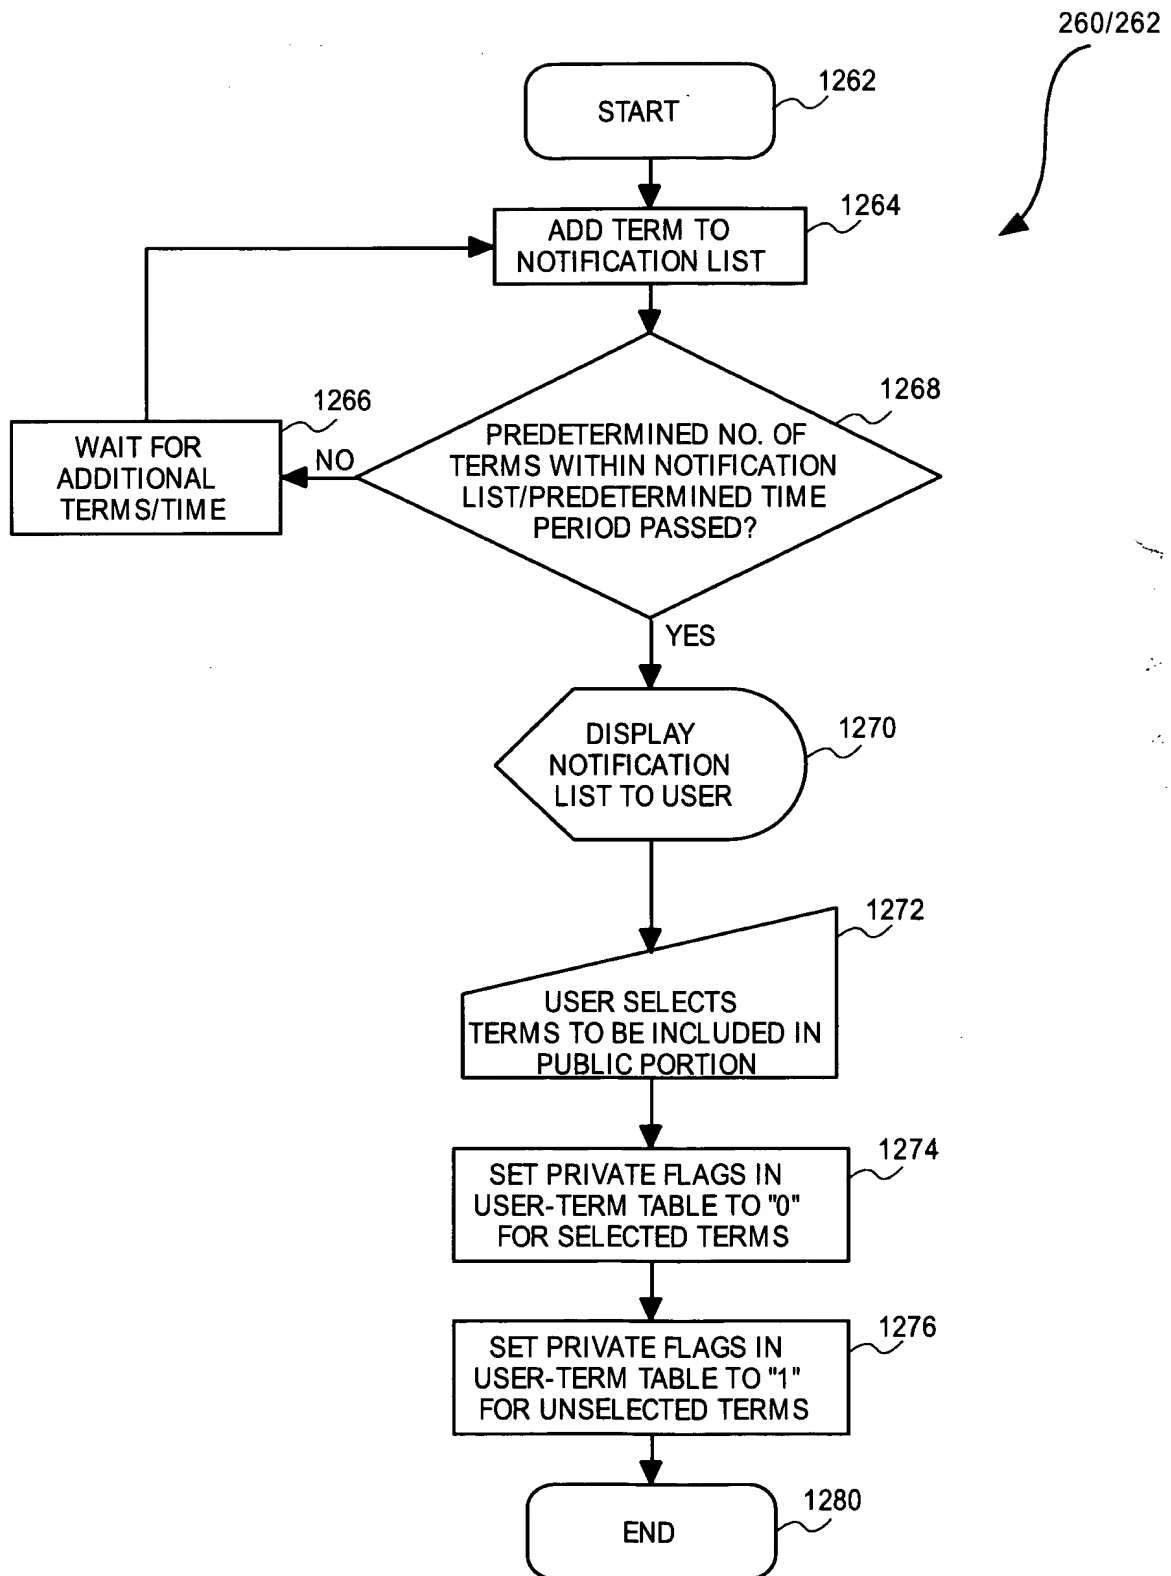 260/262
1262
START
1264
ADD TERM TO
NOTIFICATION LIST
1266
WAIT FOR
ADDITIONAL
TERMS/TIME
NO
1268
PREDETERMINED NO. OF
TERMS WITHIN NOTIFICATION
LIST/PREDETERMINED TIME
PERIOD PASSED?
YES
1270
DISPLAY
NOTIFICATION
LIST TO USER
1272
USER SELECTS
TERMS TO BE INCLUDED IN
PUBLIC PORTION
1274
SET PRIVATE FLAGS IN
USER-TERM TABLE TO "0"
FOR SELECTED TERMS
1276
SET PRIVATE FLAGS IN
USER-TERM TABLE TO "1"
FOR UNSELECTED TERMS
1280
END